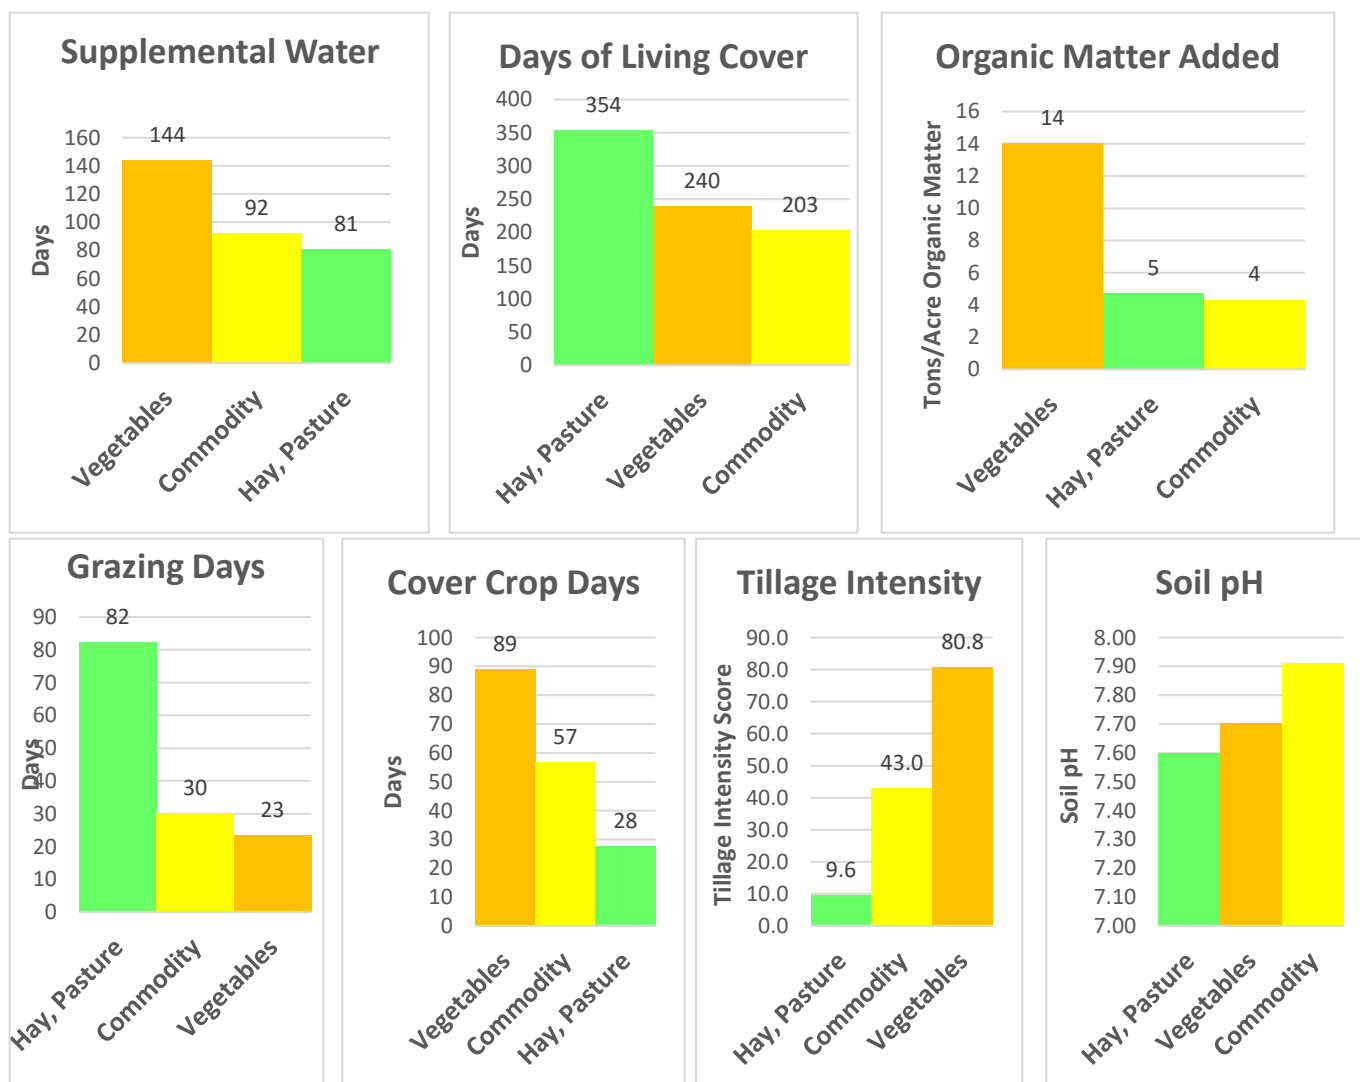 Supplemental Water
Days
160
140
120
100
80
60
40
20
0
144
92
81
Vegetables
Commodity
Hay, Pasture
Days of Living Cover
Days
400
350
300
250
200
150
100
50
0
354
240
203
Hay, Pasture
Vegetables
Commodity
Organic Matter Added
Tons/Acre Organic Matter
16
14
12
10
8
6
4
2
0
14
5
4
Vegetables
Hay, Pasture
Commodity
Grazing Days
Days
90
80
70
60
50
40
30
20
10
0
82
30
23
Hay, Pasture
Commodity
Vegetables
Cover Crop Days
Days
100
90
80
70
60
50
40
30
20
10
0
89
57
28
Vegetables
Commodity
Hay, Pasture
Tillage Intensity
Tillage Intensity Score
90.0
80.0
70.0
60.0
50.0
40.0
30.0
20.0
10.0
0.0
9.6
43.0
80.8
Hay, Pasture
Commodity
Vegetables
Soil pH
Soil pH
8.00
7.90
7.80
7.70
7.60
7.50
7.40
7.30
7.20
7.10
7.00
Hay, Pasture
Vegetables
Commodity